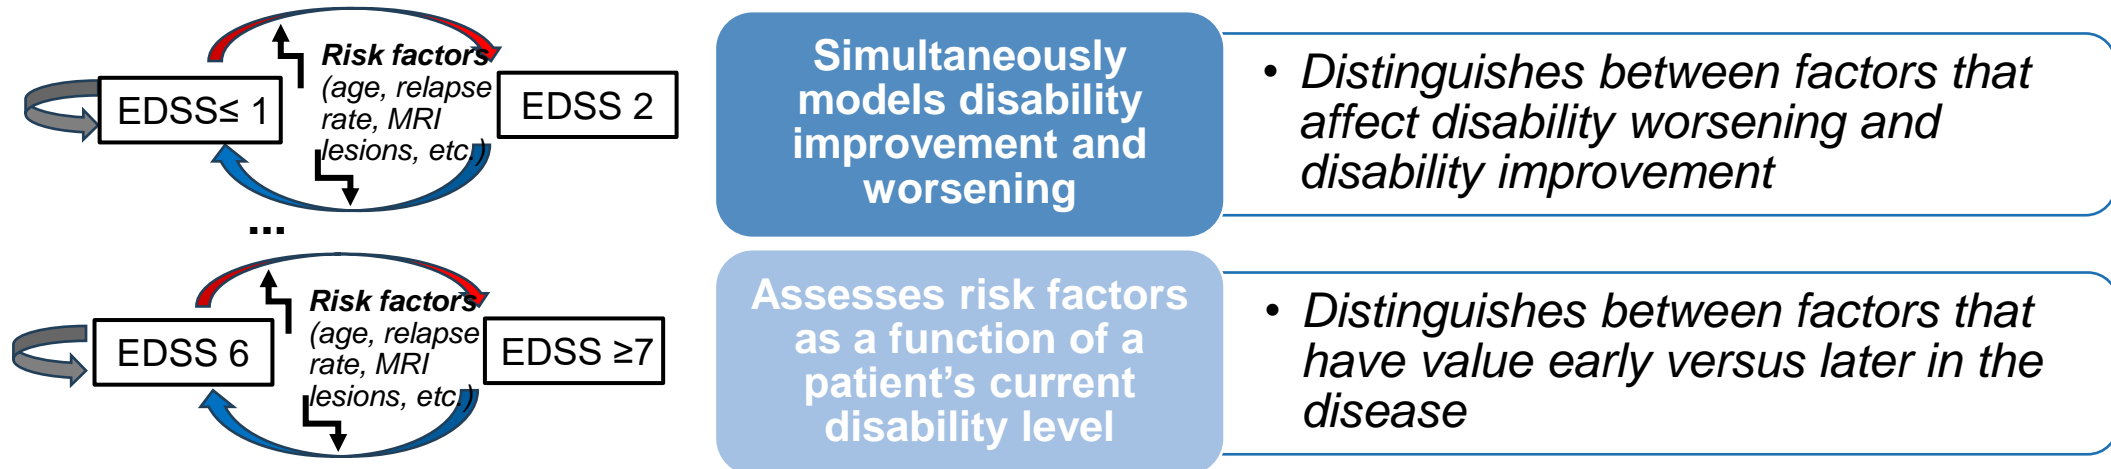 EDSS≤ 1
Risk factors
(age, relapse
rate, MRI
lesions, etc.)
EDSS 2
...
EDSS 6
Risk factors
(age, relapse
rate, MRI
lesions, etc.)
EDSS ≥7
Simultaneously
models disability
improvement and
worsening
• Distinguishes between factors that
affect disability worsening and
disability improvement
Assesses risk factors
as a function of a
patient’s current
disability level
• Distinguishes between factors that
have value early versus later in the
disease